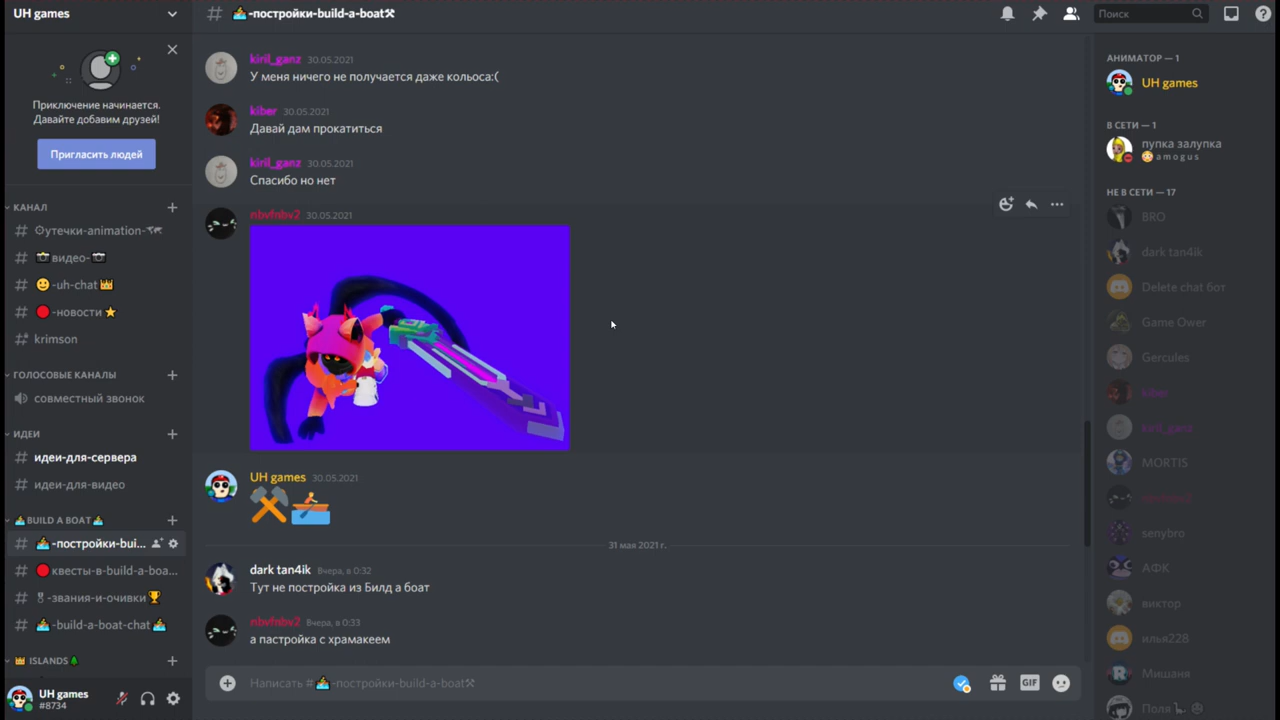 UH games
Приключение начинается.
Давайте добавим друзей!
Пригласить людей
КАНАЛ
утечки-animation-
видео-
-uh-chat
-новости
krimson
ГОЛОСОВЫЕ КАНАЛЫ
совместный звонок
ИДЕИ
идеи-для-сервера
идеи-для-видео
BUILD A BOAT
-постройки-bui...
квесты-в-build-a-boa...
-звания-и-очивки
-build-a-boat-chat
ISLANDS
UH games
#8734
-постройки-build-a-boat
Поиск
kiril_ganz 30.05.2021
У меня ничего не получается даже кольоса:(
kiber 30.05.2021
Давай дам прокатиться
kiril_ganz 30.05.2021
Спасибо но нет
nbvfnbv2 30.05.2021
UH games 30.05.2021
31 мая 2021 г.
dark tan4ik Вчера, в 0:32
Тут не постройка из Билд а боат
nbvfnbv2 Вчера, в 0:33
а пастройка с храмакеем
Написать #-постройки-build-a-boat
GIF
АНИМАТОР — 1
UH games
В СЕТИ — 1
пупка залупка
amogus
НЕ В СЕТИ — 17
BRO
dark tan4ik
Delete chat бот
Game Ower
Gercules
kiber
kiril_ganz
MORTIS
nbvfnbv2
senybro
АФК
виктор
илья228
Мишаня
Поля